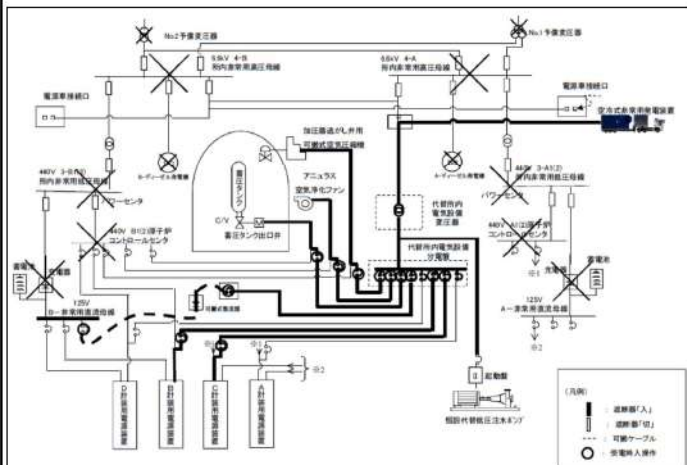 No.2 予備変圧器
No.1 予備変圧器
6.6kV 4-B
所内非常用高圧母線
6.6kV 4-A
所内非常用高圧母線
電源車接続口
電源車接続口
空冷式非常用発電装置
加圧器逃がし弁用
可搬式空気圧縮機
B-ディーゼル発電機
A-ディーゼル発電機
アニュラス
空気浄化ファン
蓄圧タンク
C/V
蓄圧タンク出口弁
440V 3-B1(2)
所内非常用低圧母線
パワーセンタ
440V 3-A1(2)
所内非常用低圧母線
パワーセンタ
代替所内
電気設備
変圧器
440V B1(2)原子炉
コントロールセンタ
440V A1(2)原子炉
コントロールセンタ
代替所内電気設備
分電盤
蓄電池
充電器
充電器
蓄電池
※1
125V
B-非常用直流母線
可搬式整流器
125V
A-非常用直流母線
※1
※2
※2
起動盤
恒設代替低圧注水ポンプ
D計装用電源装置
B計装用電源装置
C計装用電源装置
A計装用電源装置
(凡例)
：遮断器「入」
：遮断器「切」
：可搬ケーブル
：受電時入操作